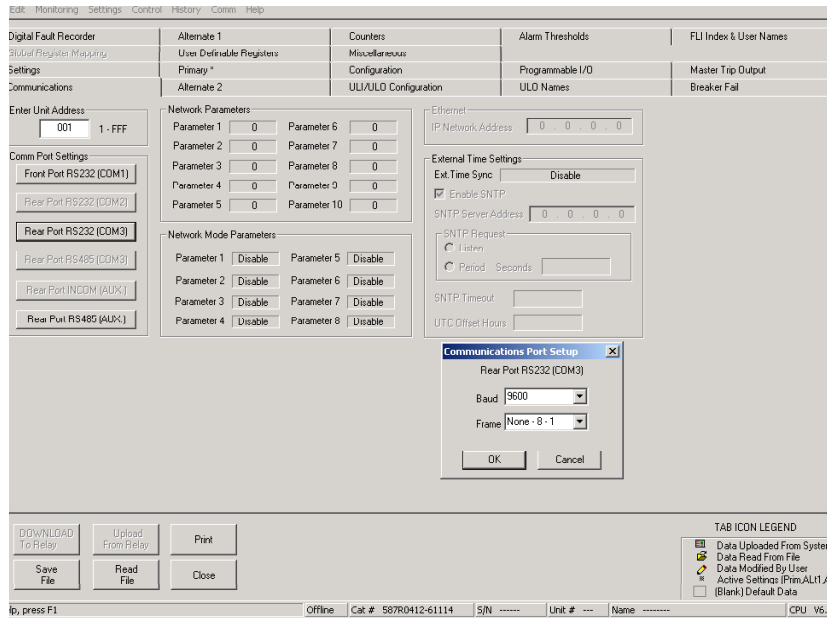 Edit Monitoring Settings Control History Comm Help
Digital Fault Recorder Alternate 1 Counters Alarm Thresholds FLI Index & User Names
Global Register Mapping User Definable Registers Miscellaneous
Settings Primary * Configuration Programmable I/O Master Trip Output
Communications Alternate 2 ULI/ULO Configuration ULO Names Breaker Fail
Enter Unit Address
001 1 - FFF
Comm Port Settings
Front Port RS232 (COM1)
Rear Port RS232 (COM2)
Rear Port RS232 (COM3)
Rear Port RS485 (COM3)
Rear Port INCOM (AUX.)
Rear Port RS485 (AUX.)
Network Parameters
Parameter 1 0 Parameter 6 0
Parameter 2 0 Parameter 7 0
Parameter 3 0 Parameter 8 0
Parameter 4 0 Parameter 9 0
Parameter 5 0 Parameter 10 0
Network Mode Parameters
Parameter 1 Disable Parameter 5 Disable
Parameter 2 Disable Parameter 6 Disable
Parameter 3 Disable Parameter 7 Disable
Parameter 4 Disable Parameter 8 Disable
Ethernet
IP Network Address 0 . 0 . 0 . 0
External Time Settings
Ext.Time Sync Disable
Enable SNTP
SNTP Server Address 0 . 0 . 0 . 0
SNTP Request
Listen
Period Seconds
SNTP Timeout
UTC Offset Hours
Communications Port Setup
Rear Port RS232 (COM3)
Baud 9600
Frame None - 8 - 1
OK Cancel
DOWNLOAD To Relay
Upload From Relay
Print
Save File
Read File
Close
TAB ICON LEGEND
Data Uploaded From System
Data Read From File
Data Modified By User
* Active Settings (Prim,ALt1,A
(Blank) Default Data
lp, press F1 Offline Cat # 587R0412-61114 S/N ------ Unit # --- Name -------- CPU V6.